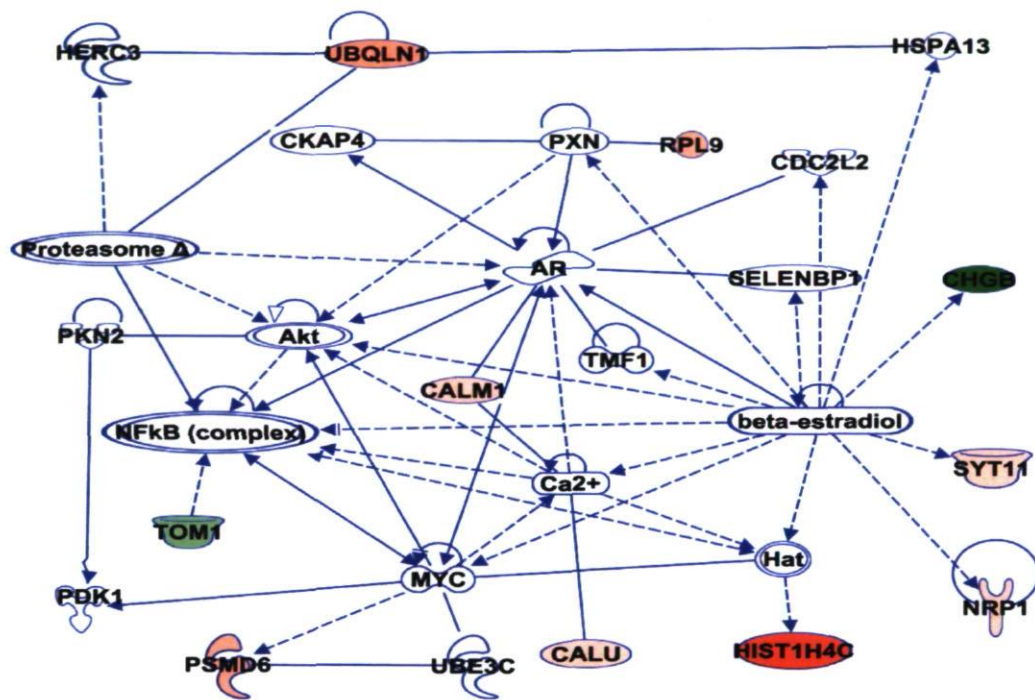 HERC3
UBQLN1
HSPA13
CKAP4
PXN
RPL9
CDC2L2
Proteasome Δ
AR
SELENBP1
CHGB
PKN2
Akt
TMF1
CALM1
NFkB (complex)
beta-estradiol
SYT11
Ca2+
TOM1
Hat
MYC
PDK1
NRP1
PSMD6
UBE3C
CALU
HIST1H4C